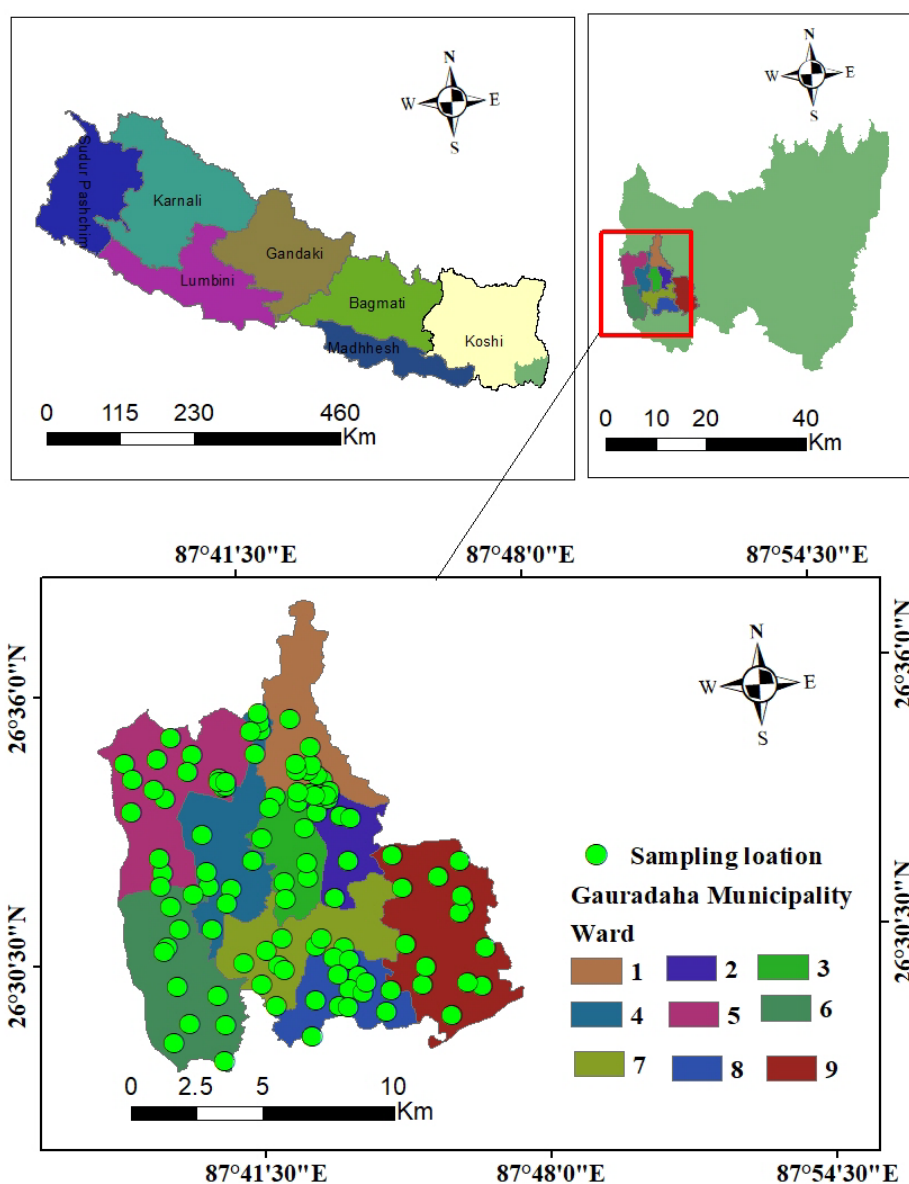 N
W E
S
Sudur Pashchim
Karnali
Gandaki
Lumbini
Bagmati
Madhhesh
Koshi
0 115 230 460
Km
N
W E
S
0 10 20 40
Km
87°41'30"E 87°48'0"E 87°54'30"E
26°36'0"N
26°36'0"N
N
W E
S
Sampling loation
Gauradaha Municipality
Ward
1 2 3
4 5 6
7 8 9
26°30'30"N
26°30'30"N
0 2.5 5 10
Km
87°41'30"E 87°48'0"E 87°54'30"E